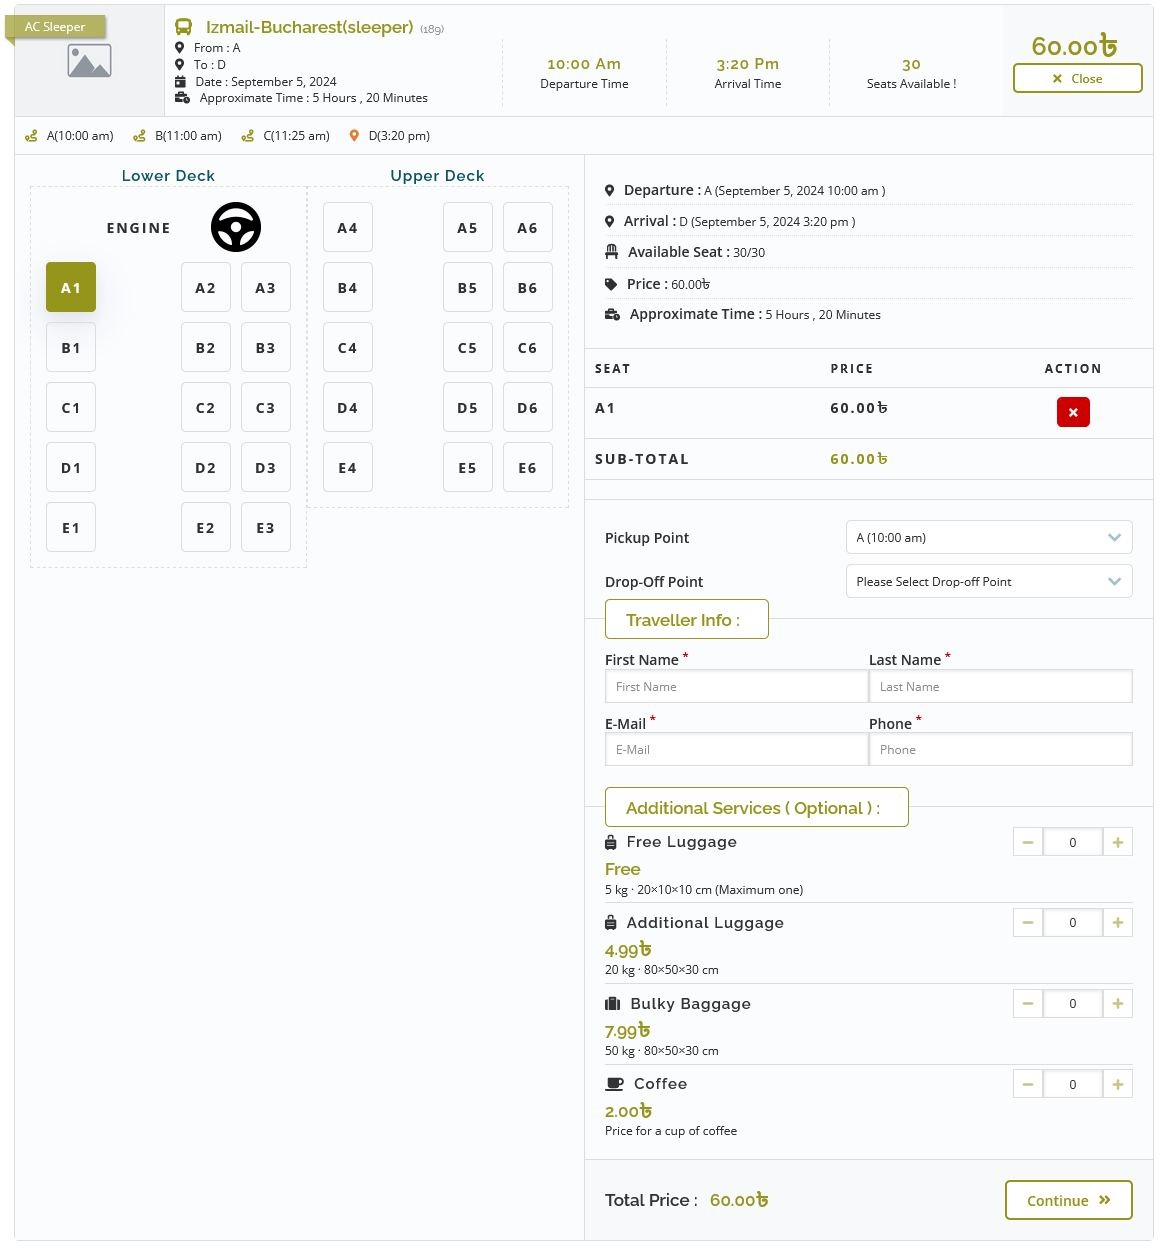 AC Sleeper
Izmail-Bucharest(sleeper) (189)
From : A
To : D
Date : September 5, 2024
Approximate Time : 5 Hours , 20 Minutes
10:00 Am
Departure Time
3:20 Pm
Arrival Time
30
Seats Available !
60.00৳
Close
A(10:00 am) B(11:00 am) C(11:25 am) D(3:20 pm)
Lower Deck
ENGINE
A1 A2 A3
B1 B2 B3
C1 C2 C3
D1 D2 D3
E1 E2 E3
Upper Deck
A4 A5 A6
B4 B5 B6
C4 C5 C6
D4 D5 D6
E4 E5 E6
Departure : A (September 5, 2024 10:00 am )
Arrival : D (September 5, 2024 3:20 pm )
Available Seat : 30/30
Price : 60.00৳
Approximate Time : 5 Hours , 20 Minutes
SEAT PRICE ACTION
A1 60.00৳
SUB-TOTAL 60.00৳
Pickup Point A (10:00 am)
Drop-Off Point Please Select Drop-off Point
Traveller Info :
First Name * Last Name *
First Name Last Name
E-Mail * Phone *
E-Mail Phone
Additional Services ( Optional ) :
Free Luggage 0
Free
5 kg · 20×10×10 cm (Maximum one)
Additional Luggage 0
4.99৳
20 kg · 80×50×30 cm
Bulky Baggage 0
7.99৳
50 kg · 80×50×30 cm
Coffee 0
2.00৳
Price for a cup of coffee
Total Price : 60.00৳ Continue